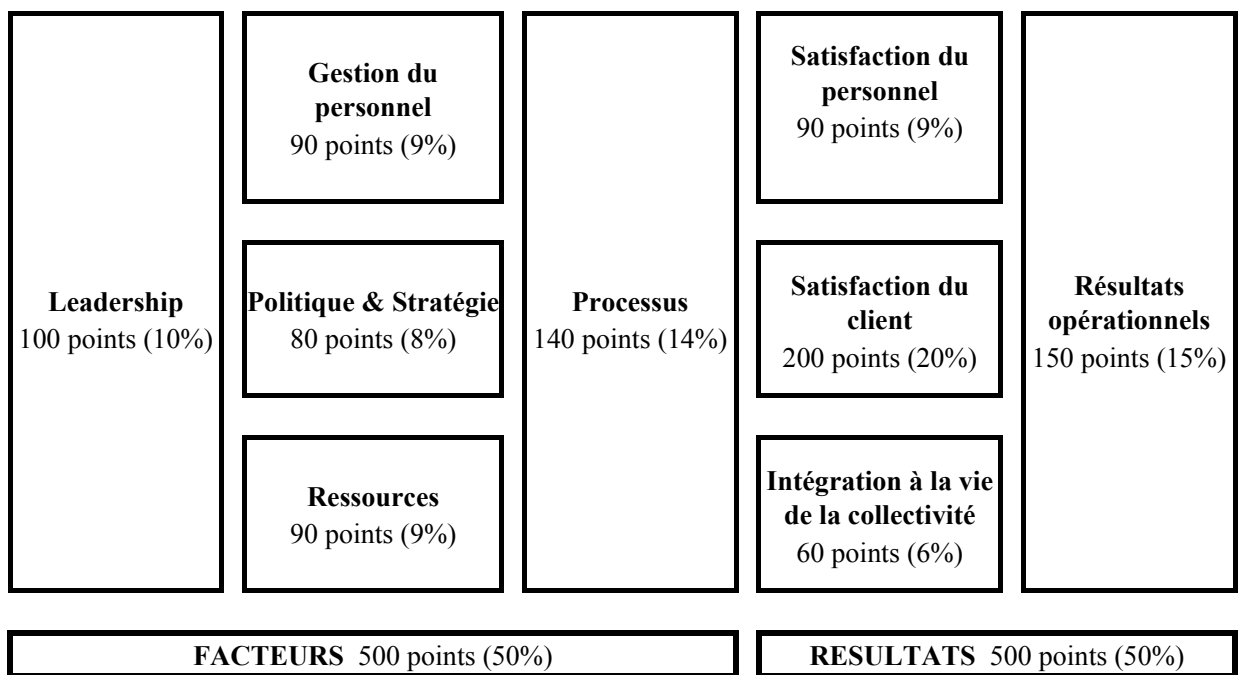 Leadership
100 points (10%)
Gestion du
personnel
90 points (9%)
Politique & Stratégie
80 points (8%)
Ressources
90 points (9%)
Processus
140 points (14%)
Satisfaction du
personnel
90 points (9%)
Satisfaction du
client
200 points (20%)
Intégration à la vie
de la collectivité
60 points (6%)
Résultats
opérationnels
150 points (15%)
FACTEURS 500 points (50%)
RESULTATS 500 points (50%)